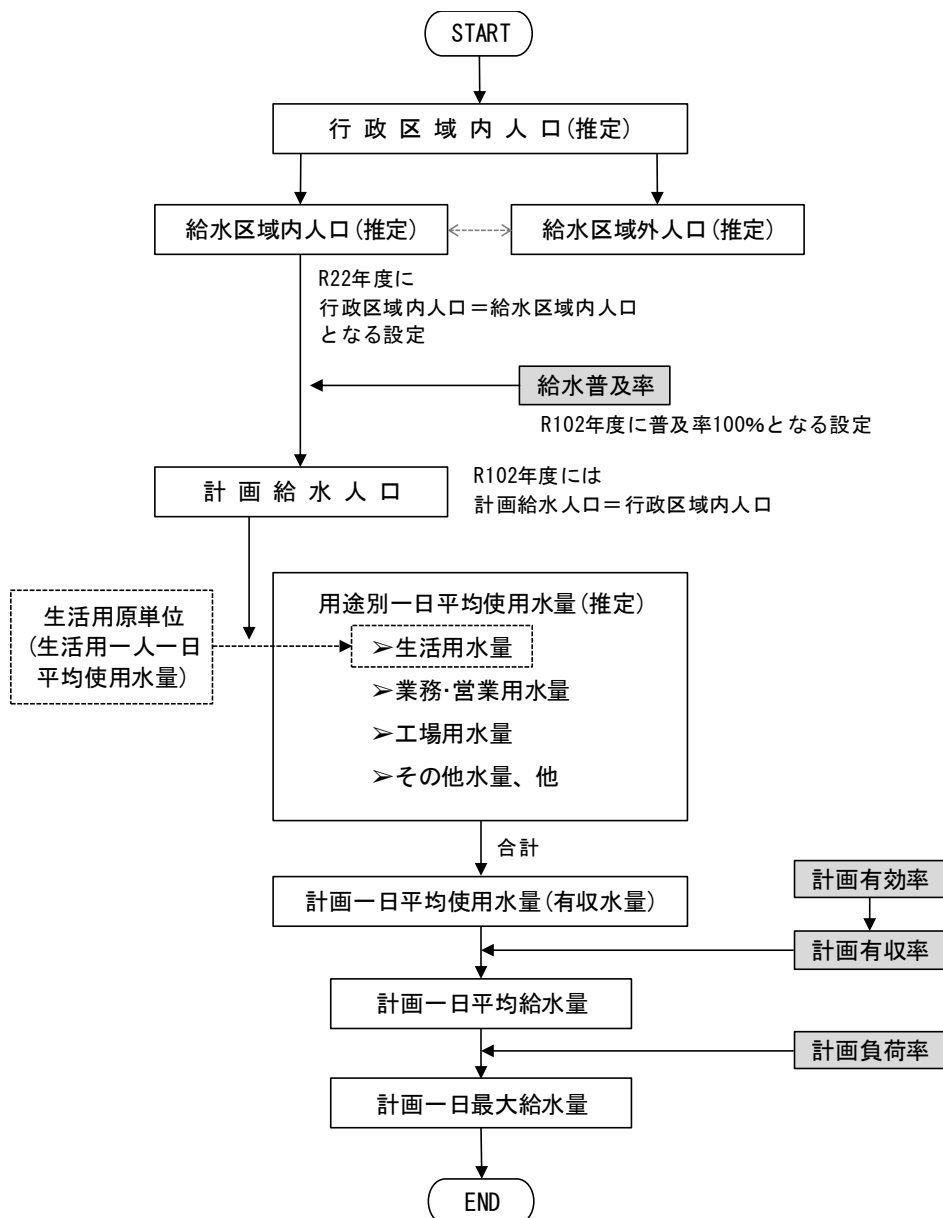 START
行政区域内人口(推定)
給水区域内人口(推定)
給水区域外人口(推定)
R22年度に
行政区域内人口＝給水区域内人口
となる設定
給水普及率
R102年度に普及率100%となる設定
計画給水人口
R102年度には
計画給水人口＝行政区域内人口
生活用原単位
(生活用一人一日
平均使用水量)
用途別一日平均使用水量(推定)
➢生活用水量
➢業務・営業用水量
➢工場用水量
➢その他水量、他
合計
計画一日平均使用水量(有収水量)
計画有効率
計画有収率
計画一日平均給水量
計画負荷率
計画一日最大給水量
END